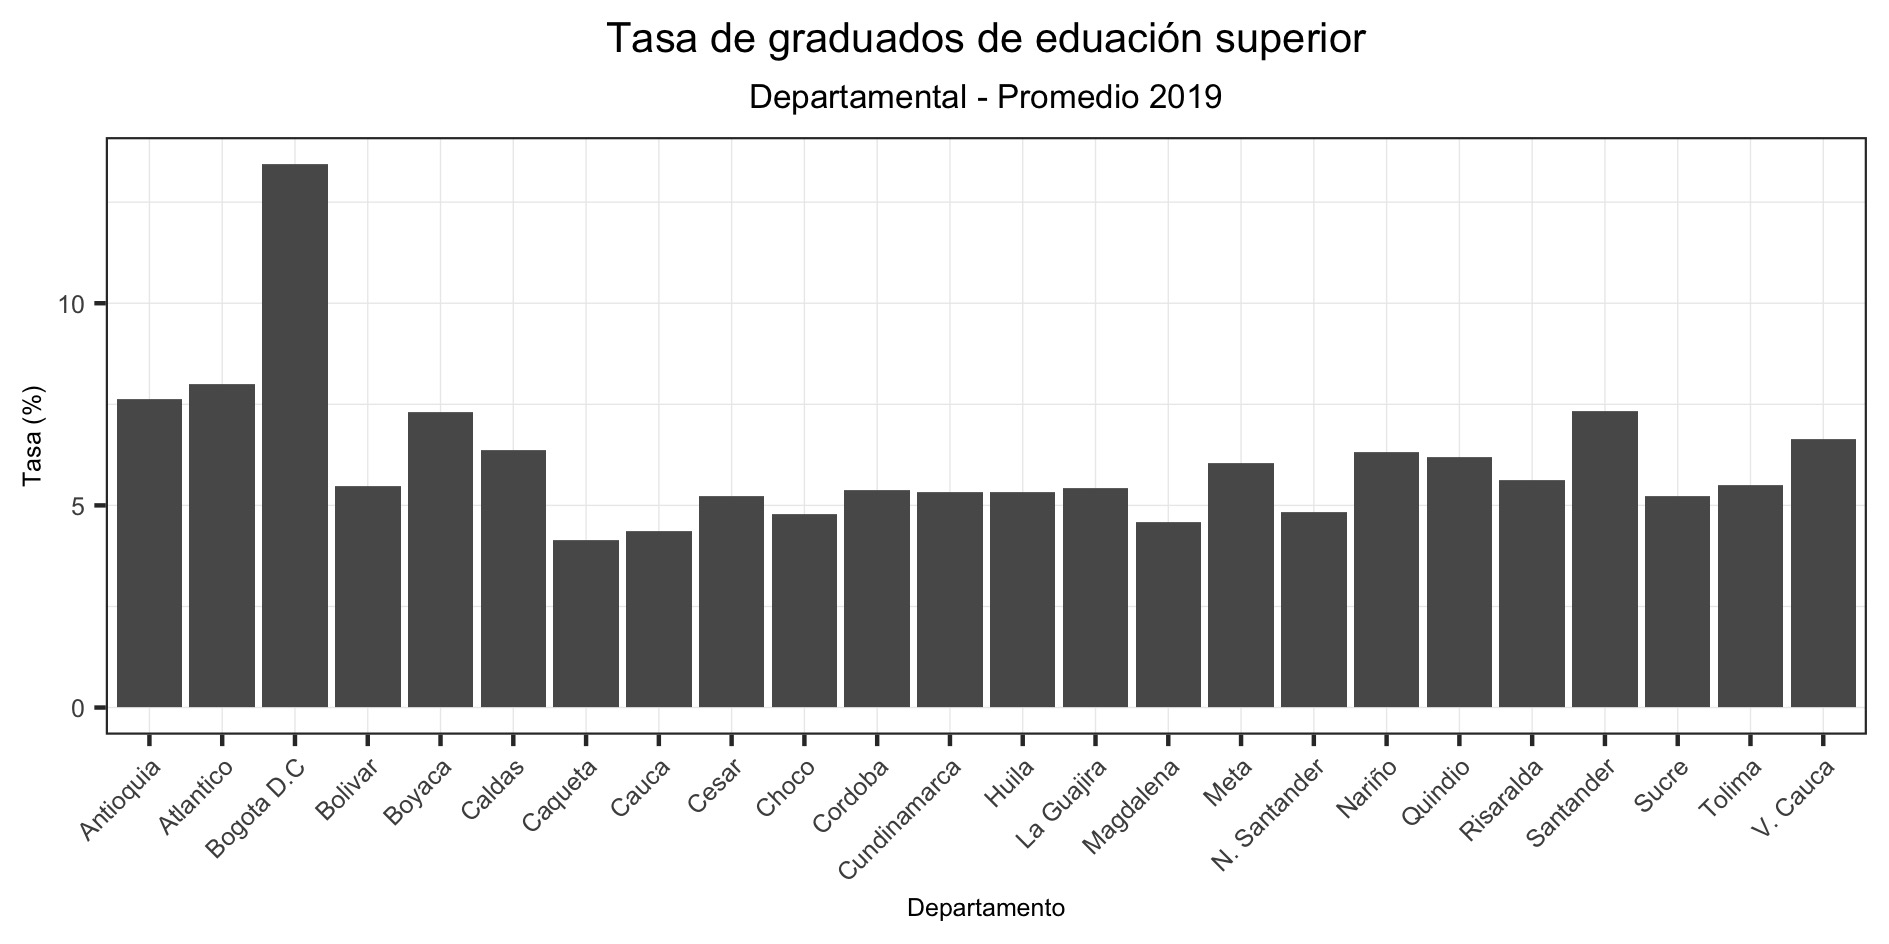 Tasa de graduados de eduación superior
Departamental - Promedio 2019
Tasa (%)
10
5
0
Antioquia
Atlantico
Bogota D.C
Bolivar
Boyaca
Caldas
Caqueta
Cauca
Cesar
Choco
Cordoba
Cundinamarca
Huila
La Guajira
Magdalena
Meta
N. Santander
Nariño
Quindio
Risaralda
Santander
Sucre
Tolima
V. Cauca
Departamento